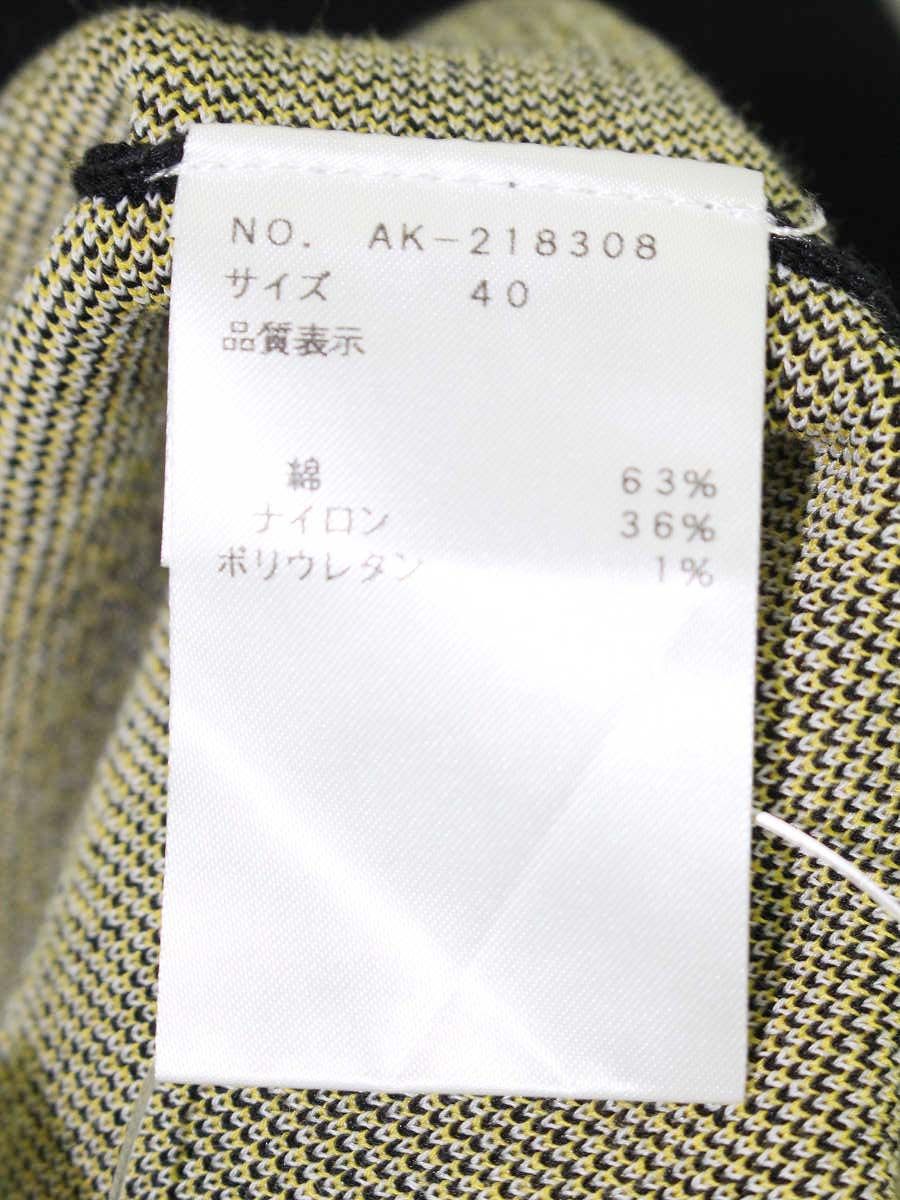 NO. AK-218308
サイズ 40
品質表示
綿 63%
ナイロン 36%
ポリウレタン 1%